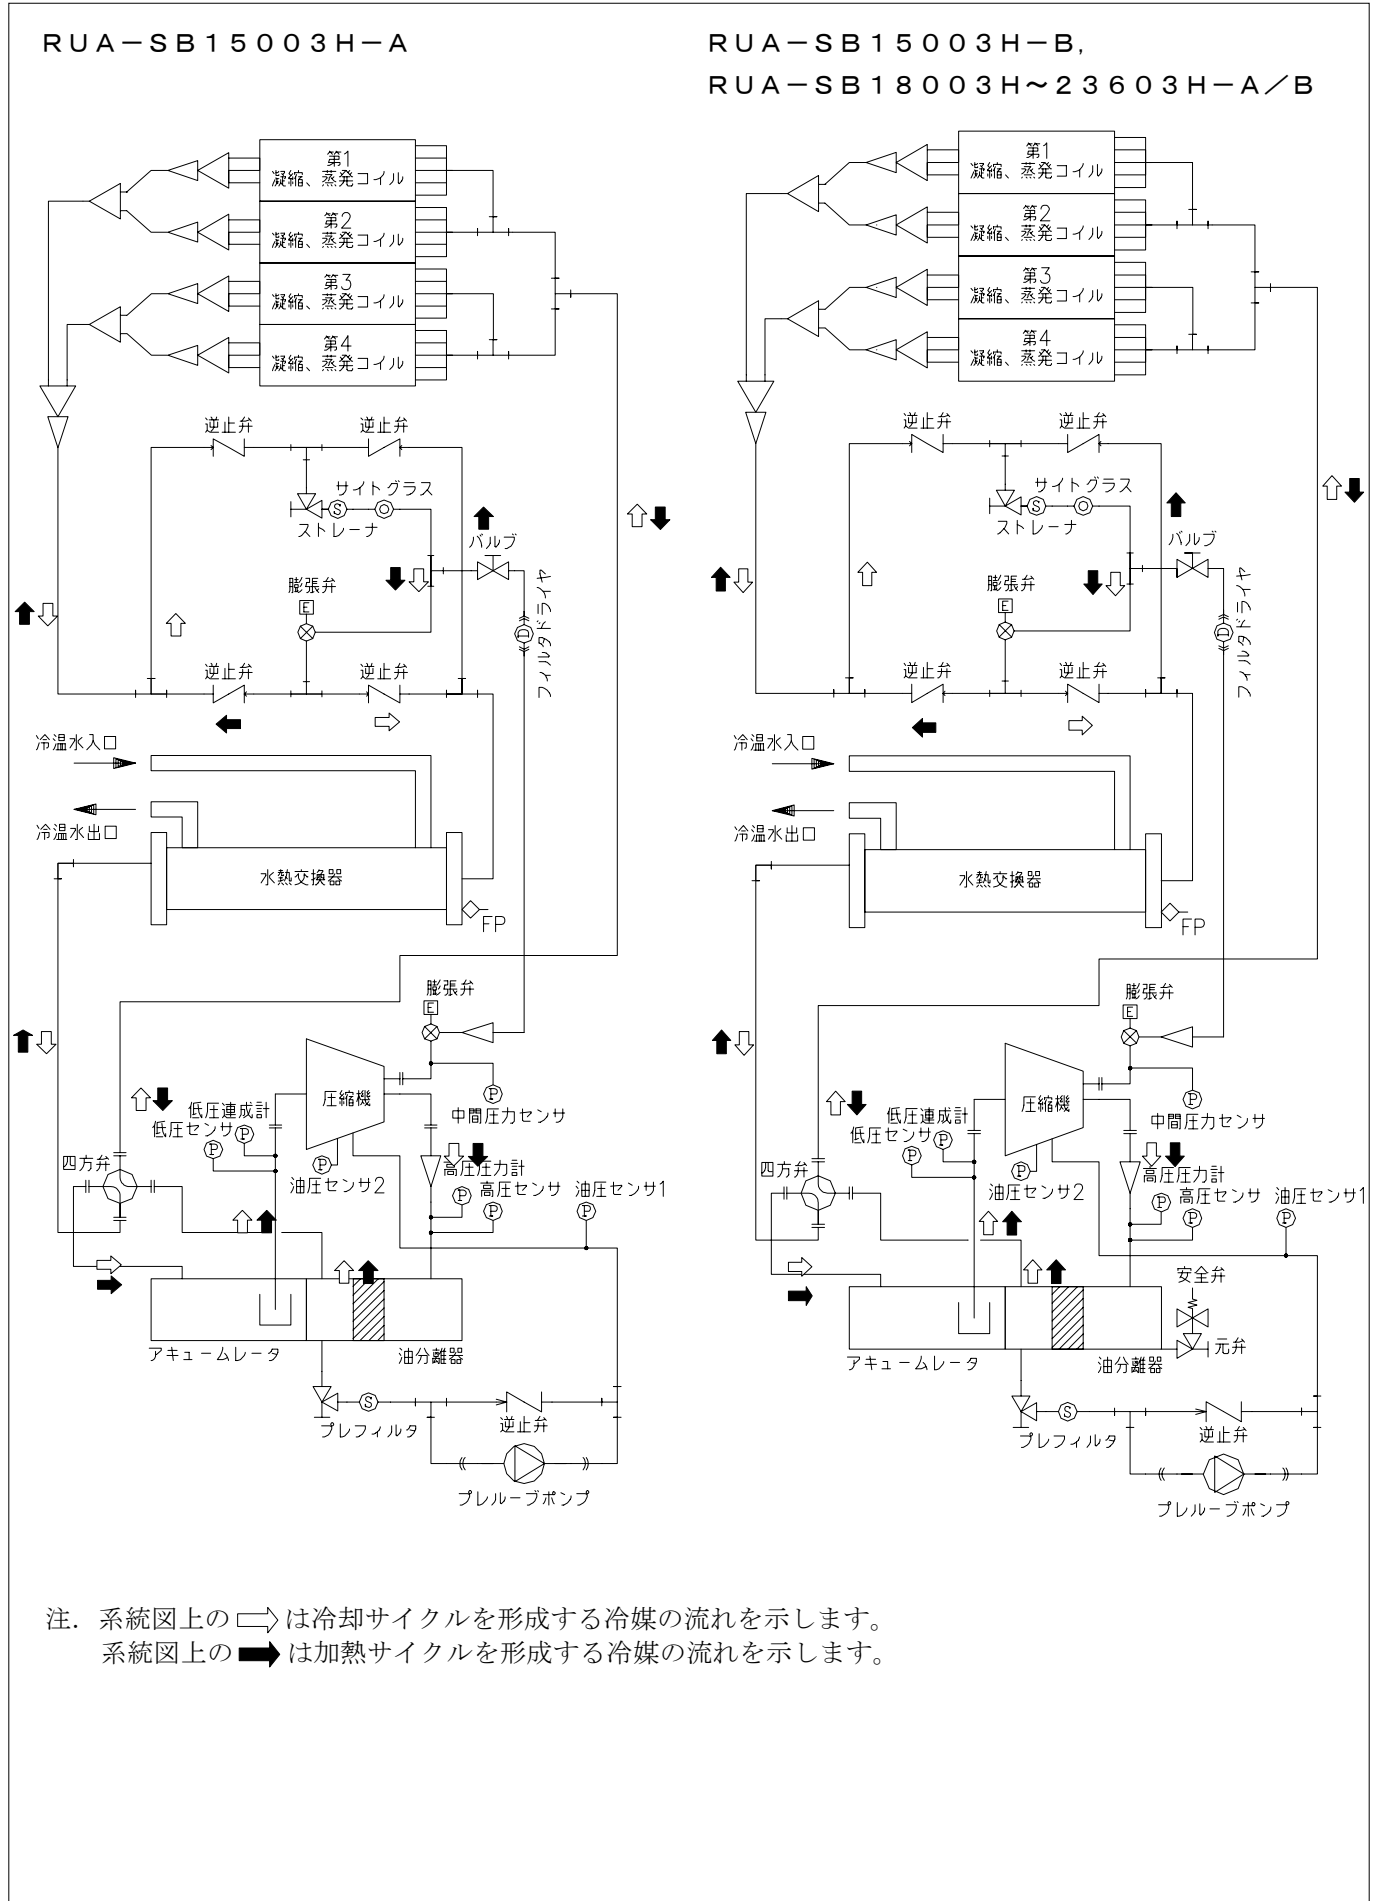 RUA－SB15003H－A
第1
凝縮、蒸発コイル
第2
凝縮、蒸発コイル
第3
凝縮、蒸発コイル
第4
凝縮、蒸発コイル
逆止弁
逆止弁
サイトグラス
S
ストレーナ
バルブ
膨張弁
E
D
フィルタドライヤ
逆止弁
逆止弁
冷温水入口
冷温水出口
水熱交換器
FP
膨張弁
E
圧縮機
P
中間圧力センサ
低圧連成計
低圧センサ
P
P
四方弁
P
油圧センサ2
高圧圧力計
P
高圧センサ
P
油圧センサ1
P
アキュームレータ
油分離器
S
プレフィルタ
逆止弁
プレルーブポンプ
RUA－SB15003H－B,
RUA－SB18003H～23603H－A／B
第1
凝縮、蒸発コイル
第2
凝縮、蒸発コイル
第3
凝縮、蒸発コイル
第4
凝縮、蒸発コイル
逆止弁
逆止弁
サイトグラス
S
ストレーナ
バルブ
膨張弁
E
D
フィルタドライヤ
逆止弁
逆止弁
冷温水入口
冷温水出口
水熱交換器
FP
膨張弁
E
圧縮機
P
中間圧力センサ
低圧連成計
低圧センサ
P
P
四方弁
P
油圧センサ2
高圧圧力計
P
高圧センサ
P
油圧センサ1
P
安全弁
元弁
アキュームレータ
油分離器
S
プレフィルタ
逆止弁
プレルーブポンプ
注．系統図上の⇨は冷却サイクルを形成する冷媒の流れを示します。
系統図上の➡は加熱サイクルを形成する冷媒の流れを示します。